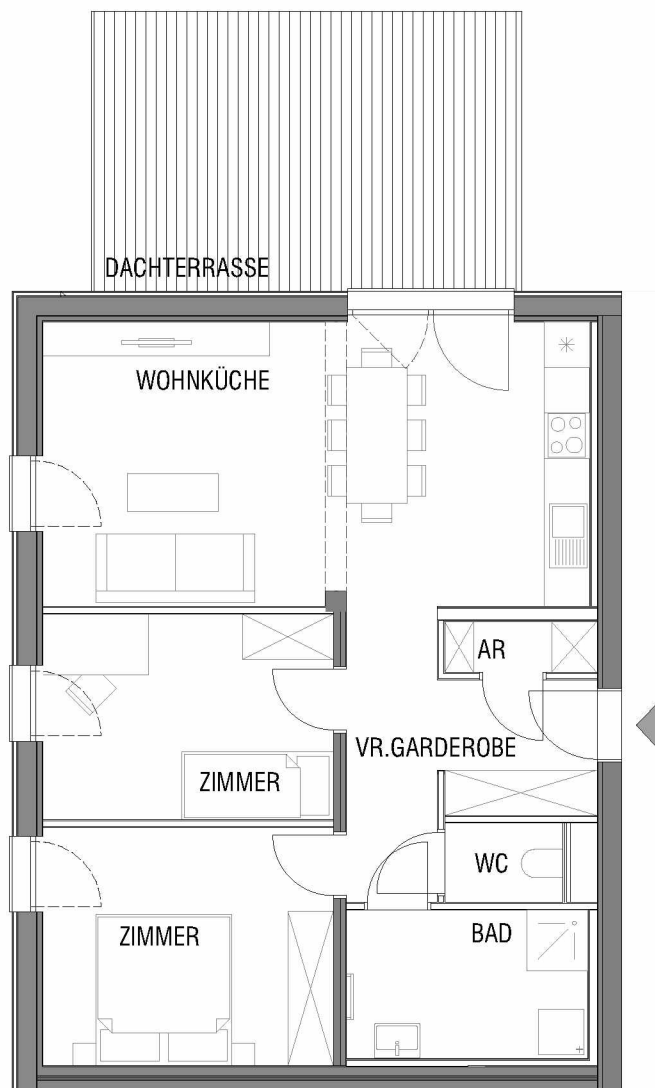 DACHTERRASSE
WOHNKÜCHE
AR
VR.GARDEROBE
ZIMMER
WC
ZIMMER
BAD